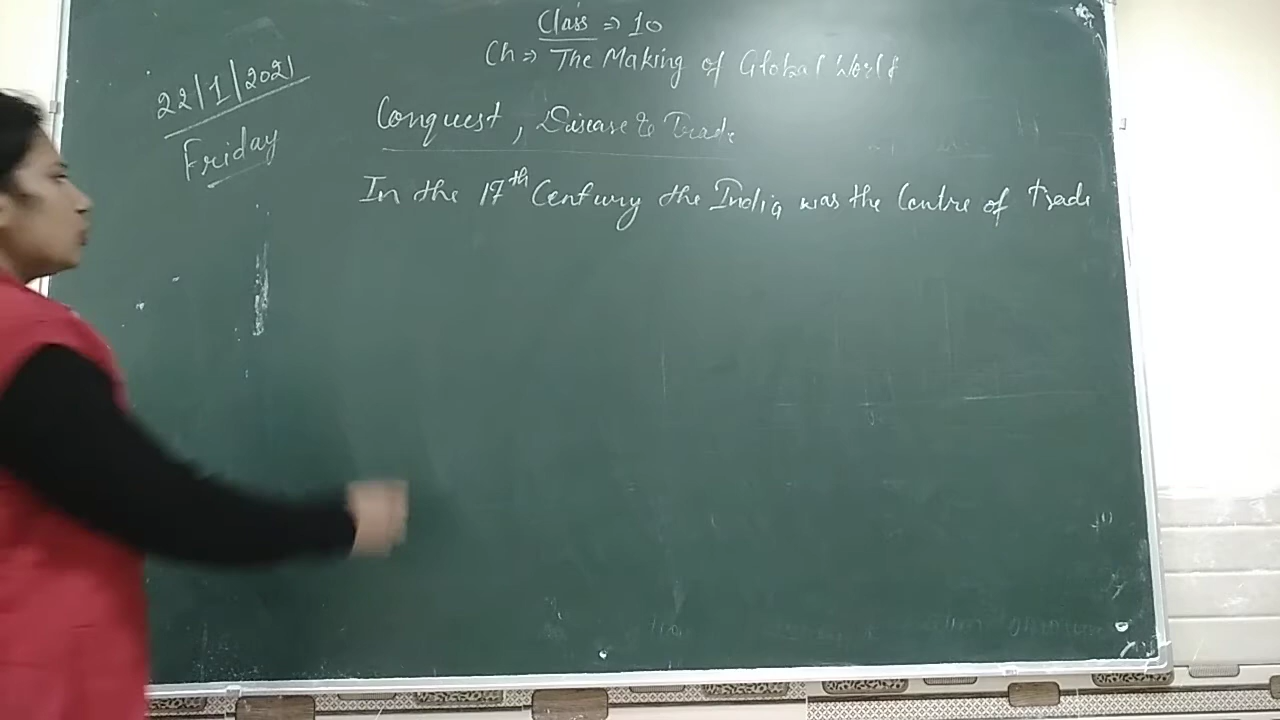 Class ⇒ 10
Ch ⇒ The Making of Global World
22/1/2021
Friday
Conquest, Disease & Trade
In the 17th Century the India was the Centre of trade